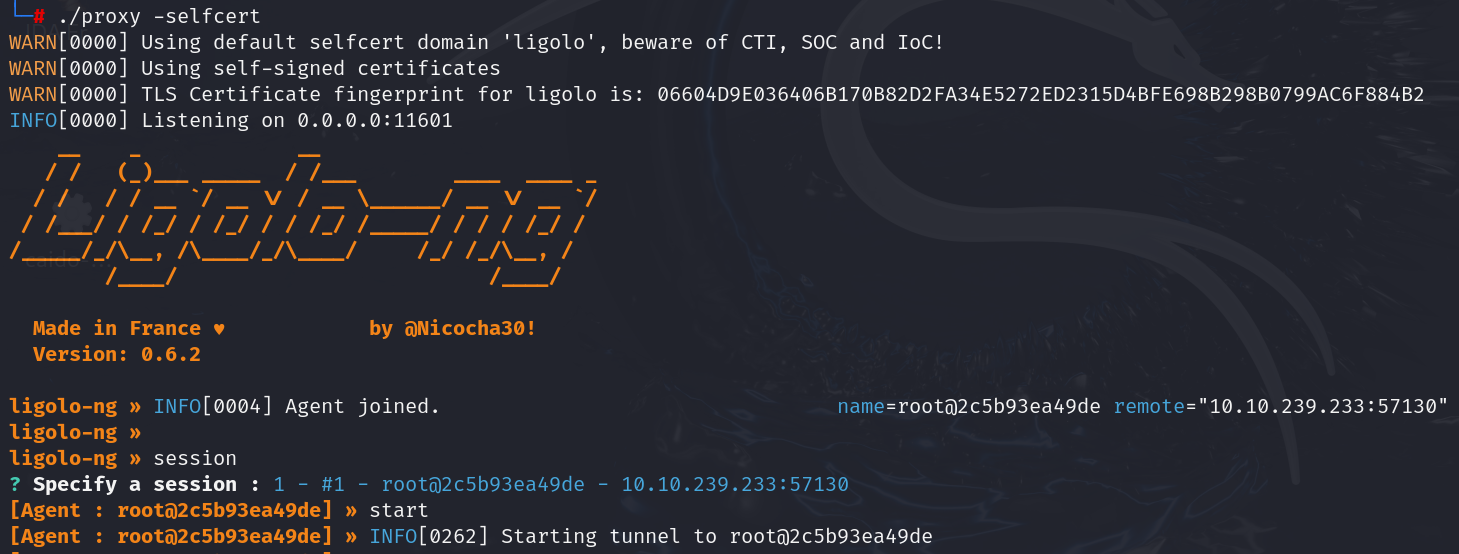 └─# ./proxy -selfcert
WARN[0000] Using default selfcert domain 'ligolo', beware of CTI, SOC and IoC!
WARN[0000] Using self-signed certificates
WARN[0000] TLS Certificate fingerprint for ligolo is: 06604D9E036406B170B82D2FA34E5272ED2315D4BFE698B298B0799AC6F884B2
INFO[0000] Listening on 0.0.0.0:11601
Ligolo-ng
Made in France ♥ by @Nicocha30!
Version: 0.6.2
ligolo-ng » INFO[0004] Agent joined. name=root@2c5b93ea49de remote="10.10.239.233:57130"
ligolo-ng »
ligolo-ng » session
? Specify a session : 1 - #1 - root@2c5b93ea49de - 10.10.239.233:57130
[Agent : root@2c5b93ea49de] » start
[Agent : root@2c5b93ea49de] » INFO[0262] Starting tunnel to root@2c5b93ea49de